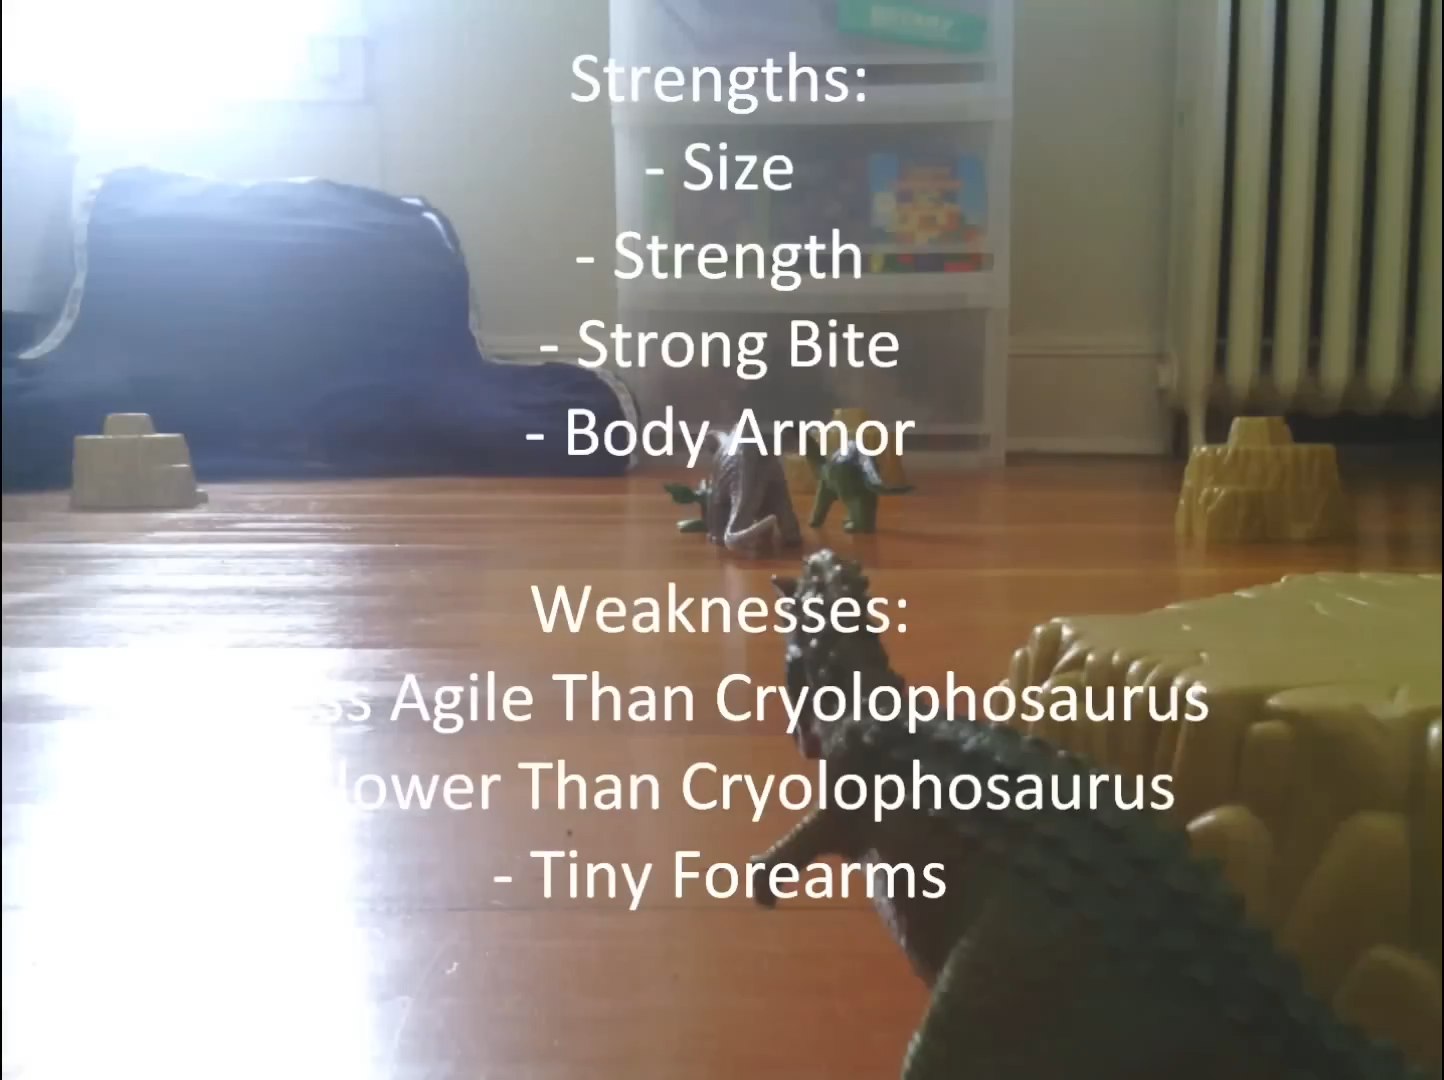 Strengths:
- Size
- Strength
- Strong Bite
- Body Armor
Weaknesses:
Agile Than Cryolophosaurus
Than Cryolophosaurus
- Tiny Forearms